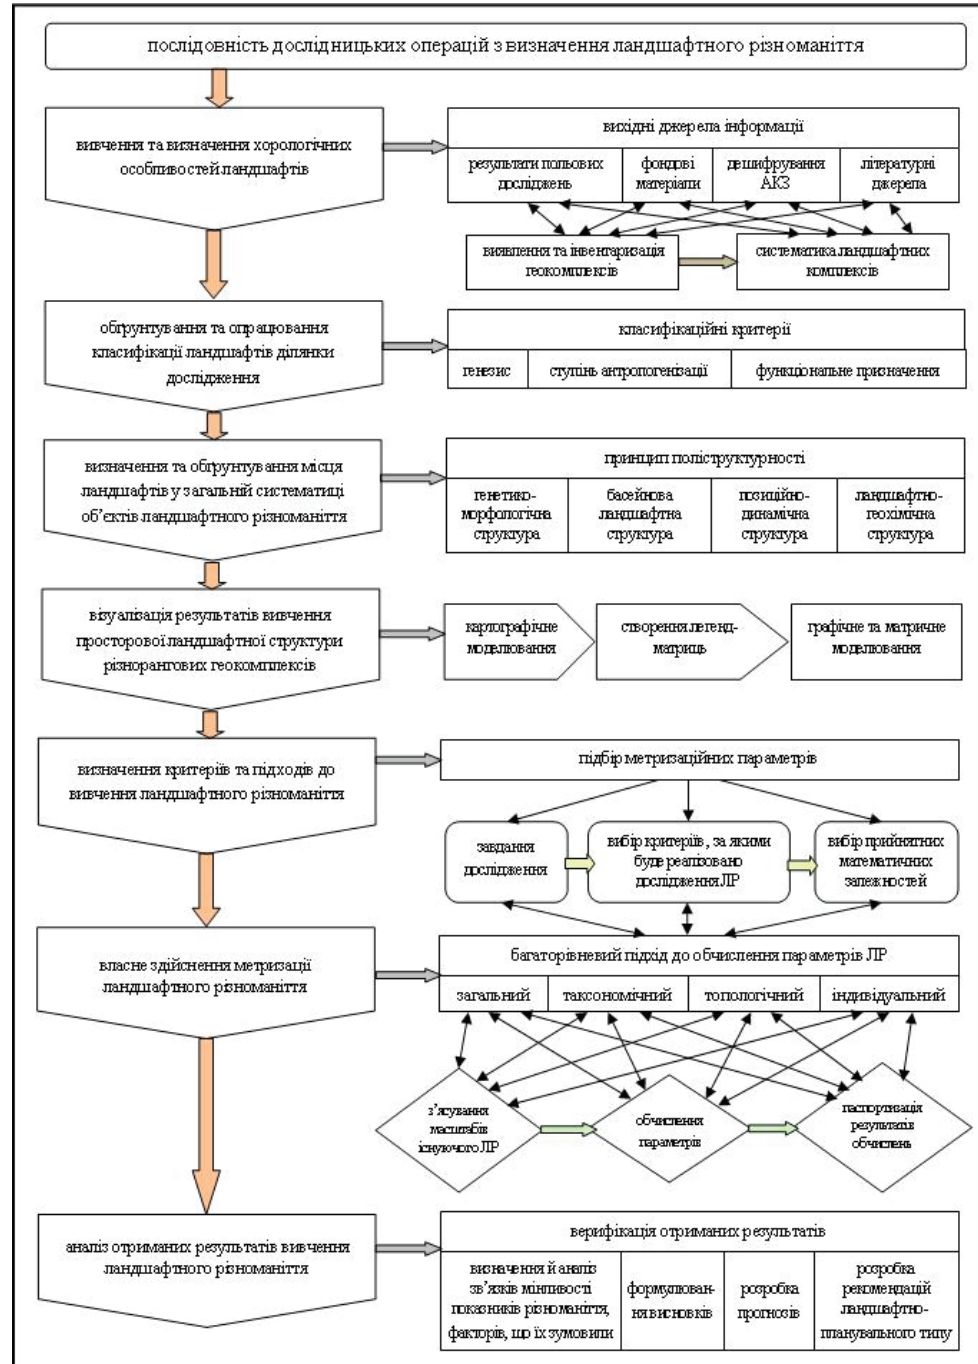 послідовність дослідницьких операцій з визначення ландшафтного різноманіття
вивчення та визначення хорологічних
особливостей ландшафтів
вихідні джерела інформації
результати польових
досліджень
фондові
матеріали
дешифрування
АКЗ
літературні
джерела
виявлення та інвентаризація
геокомплексів
систематика ландшафтних
комплексів
обґрунтування та опрацювання
класифікації ландшафтів ділянки
дослідження
класифікаційні критерії
генезис
ступінь антропогенізації
функціональне призначення
визначення та обґрунтування місця
ландшафтів у загальній систематиці
об’єктів ландшафтного різноманіття
принцип поліструктурності
генетико-
морфологічна
структура
басейнова
ландшафтна
структура
позиційно-
динамічна
структура
ландшафтно-
геохімічна
структура
візуалізація результатів вивчення
просторової ландшафтної структури
різнорангових геокомплексів
картографічне
моделювання
створення легенд-
матриць
графічне та матричне
моделювання
визначення критеріїв та підходів до
вивчення ландшафтного різноманіття
підбір метризаційних параметрів
завдання
дослідження
вибір критеріїв, за якими
буде реалізовано
дослідження ЛР
вибір прийнятних
математичних
залежностей
власне здійснення метризації
ландшафтного різноманіття
багаторівневий підхід до обчислення параметрів ЛР
загальний
таксономічний
топологічний
індивідуальний
з’ясування
масштабів
існуючого ЛР
обчислення
параметрів
паспортизація
результатів
обчислень
аналіз отриманих результатів вивчення
ландшафтного різноманіття
верифікація отриманих результатів
визначення й аналіз
зв’язків мінливості
показників різноманіття,
факторів, що їх зумовили
формулюван-
ня висновків
розробка
прогнозів
розробка
рекомендацій
ландшафтно-
планувального типу